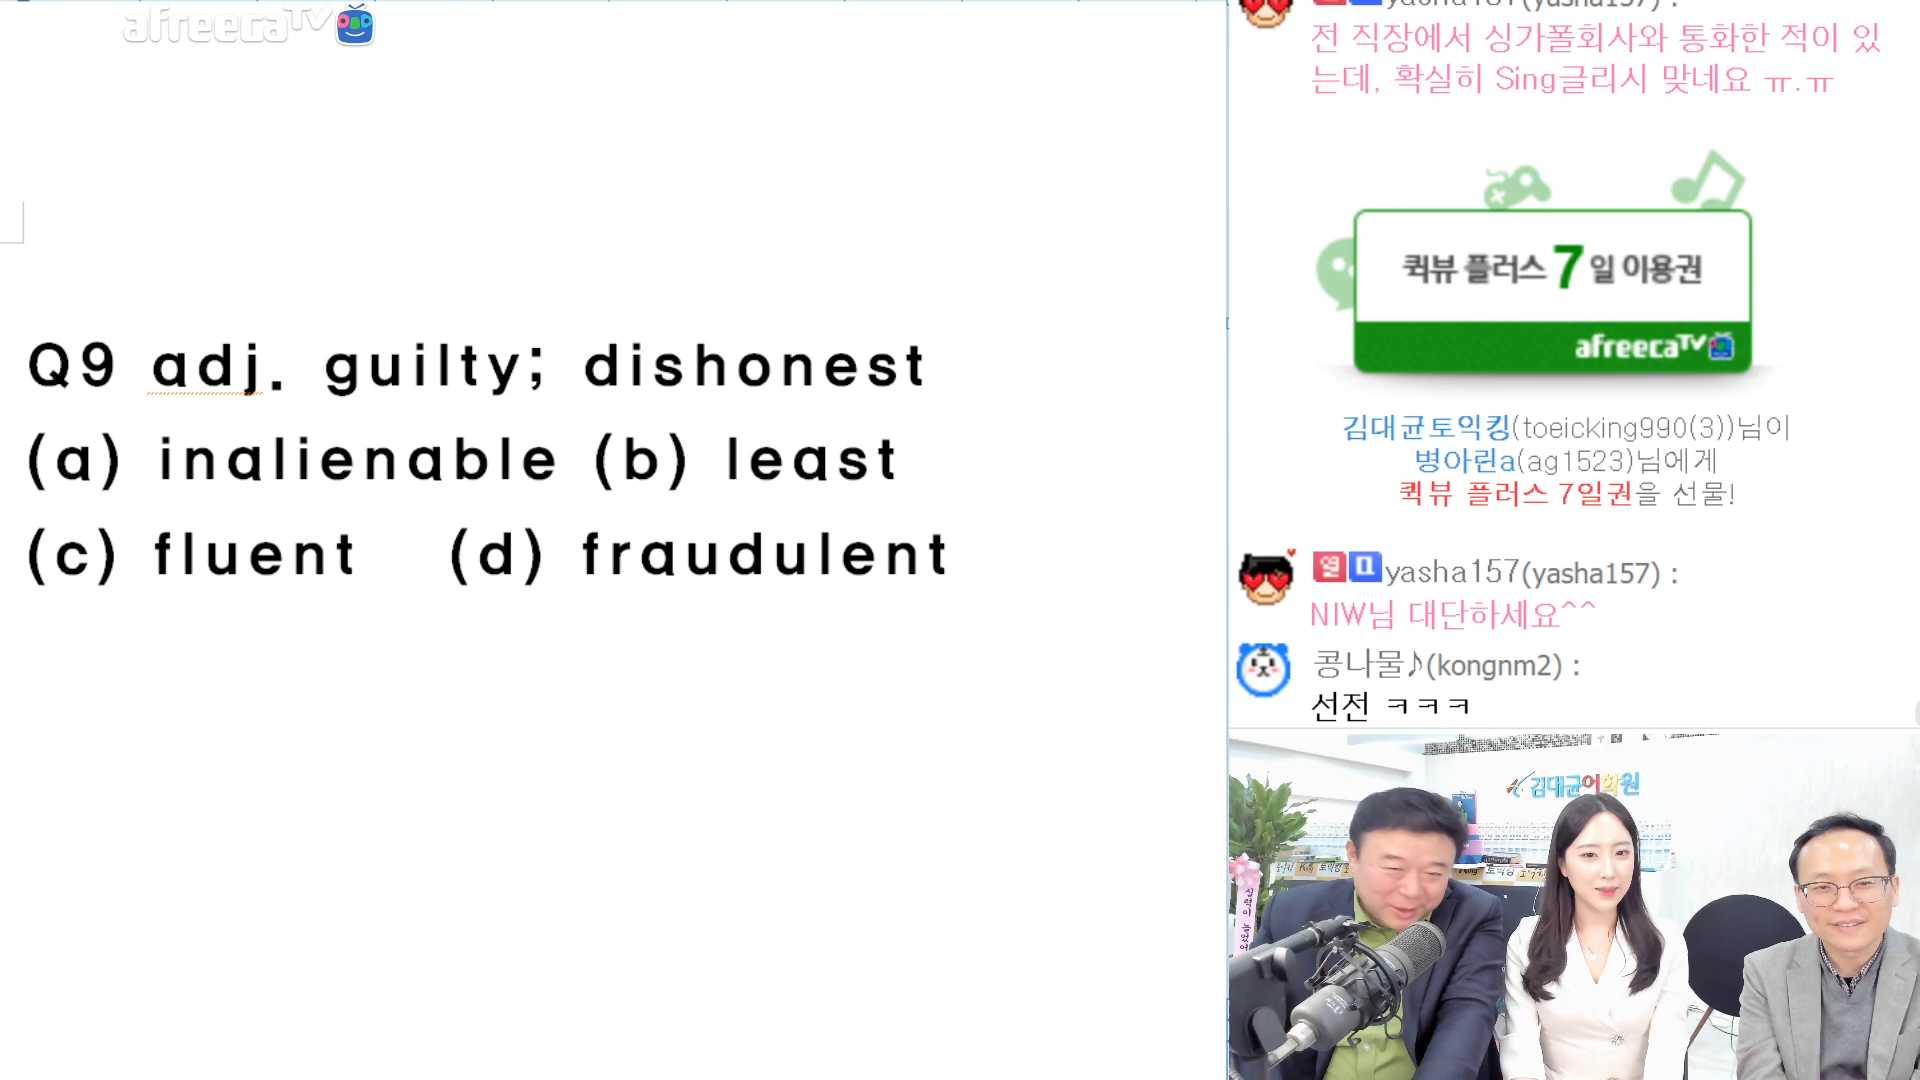 afreecaTV
Q9 adj. guilty; dishonest
(a) inalienable (b) least
(c) fluent (d) fraudulent
전 직장에서 싱가폴회사와 통화한 적이 있
는데, 확실히 Sing글리시 맞네요 ㅠ.ㅠ
퀵뷰 플러스 7일 이용권
afreecaTV
김대균토익킹(toeicking990(3))님이
병아린a(ag1523)님에게
퀵뷰 플러스 7일권을 선물!
열 ㄸ yasha157(yasha157) :
NIW님 대단하세요^^
콩나물♪(kongnm2) :
선전 ㅋㅋㅋ
김대균어학원